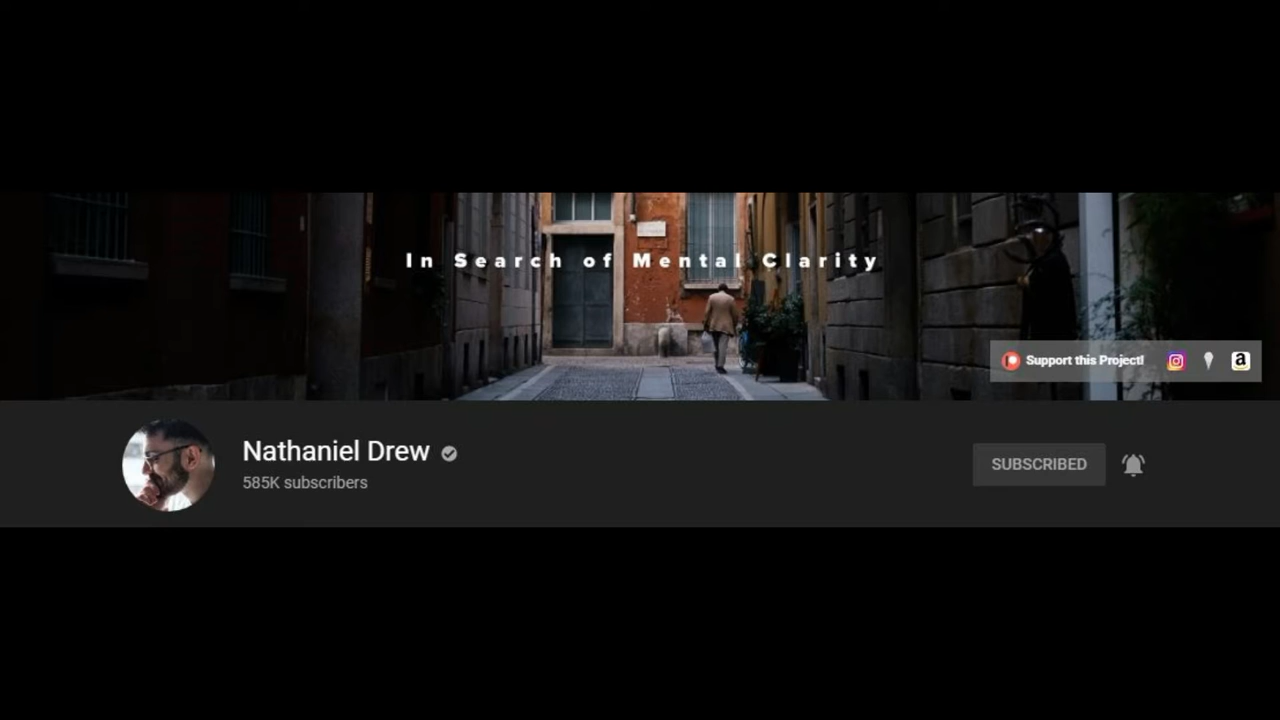 In Search of Mental Clarity
Support this Project!
Nathaniel Drew
585K subscribers
SUBSCRIBED